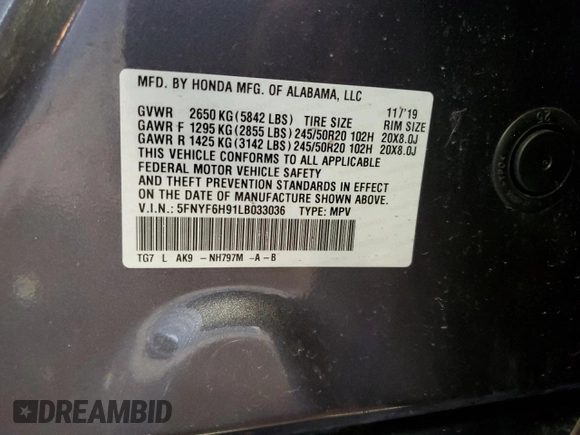 MFD. BY HONDA MFG. OF ALABAMA, LLC
11/'19
GVWR 2650 KG (5842 LBS) TIRE SIZE RIM SIZE
GAWR F 1295 KG (2855 LBS) 245/50R20 102H 20X8.0J
GAWR R 1425 KG (3142 LBS) 245/50R20 102H 20X8.0J
THIS VEHICLE CONFORMS TO ALL APPLICABLE
FEDERAL MOTOR VEHICLE SAFETY
AND THEFT PREVENTION STANDARDS IN EFFECT
ON THE DATE OF MANUFACTURE SHOWN ABOVE.
V.I.N.: 5FNYF6H91LB033036 TYPE: MPV
TG7 L AK9 -NH797M -A-B
DREAMBID